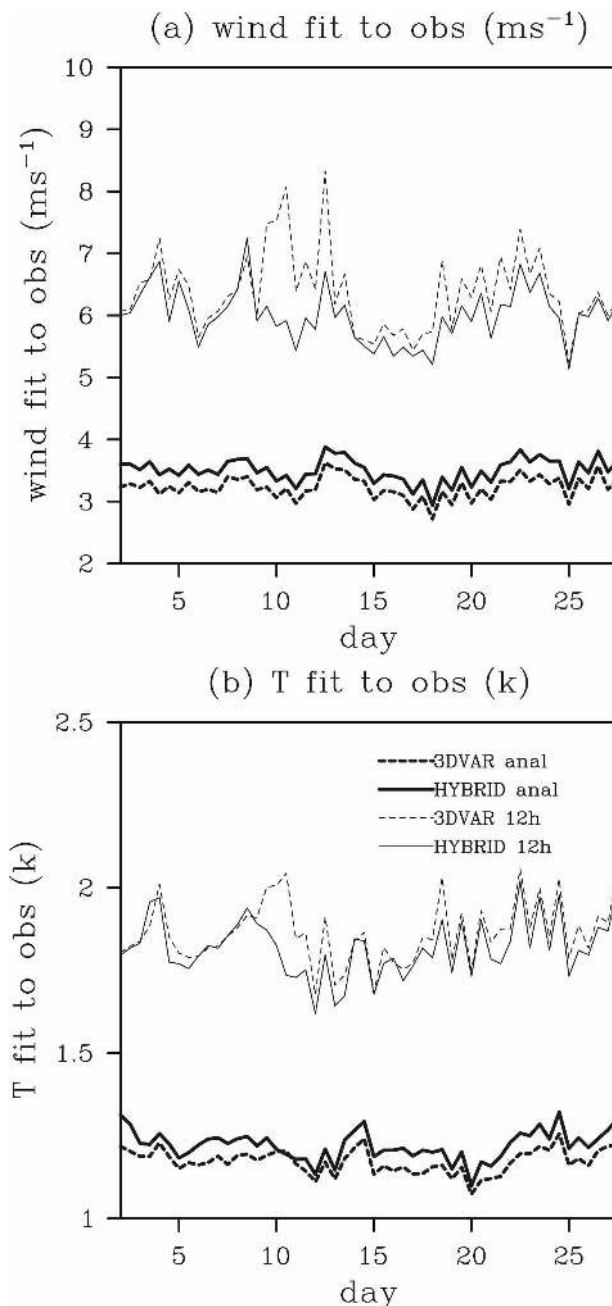 (a) wind fit to obs (ms⁻¹)
wind fit to obs (ms⁻¹)
10
9
8
7
6
5
4
3
2
5 10 15 20 25
day
(b) T fit to obs (k)
T fit to obs (k)
2.5
2
1.5
1
3DVAR anal
HYBRID anal
3DVAR 12h
HYBRID 12h
5 10 15 20 25
day